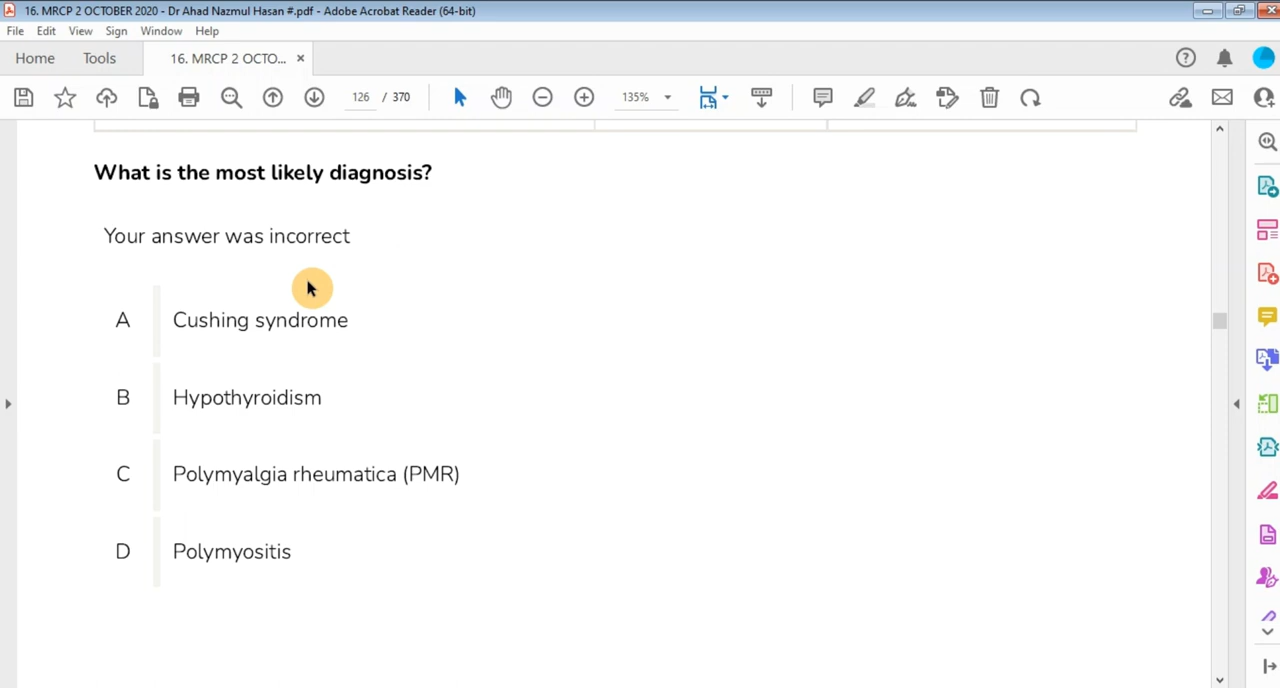 16. MRCP 2 OCTOBER 2020 - Dr Ahad Nazmul Hasan #.pdf - Adobe Acrobat Reader (64-bit)
File Edit View Sign Window Help
Home Tools 16. MRCP 2 OCTO... ×
126 / 370 135%
What is the most likely diagnosis?
Your answer was incorrect
A Cushing syndrome
B Hypothyroidism
C Polymyalgia rheumatica (PMR)
D Polymyositis